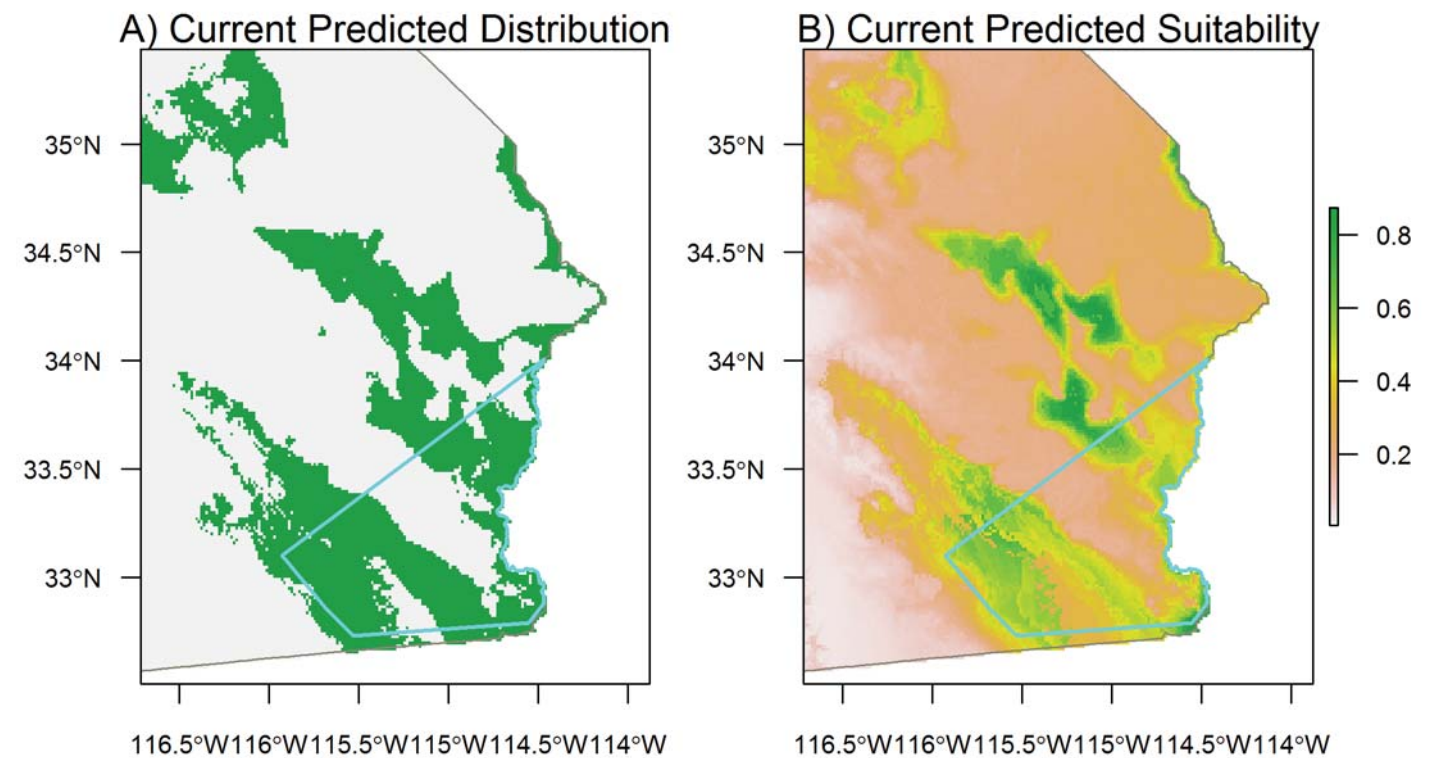 A) Current Predicted Distribution
B) Current Predicted Suitability
35°N
34.5°N
34°N
33.5°N
33°N
116.5°W116°W115.5°W115°W114.5°W114°W
35°N
34.5°N
34°N
33.5°N
33°N
116.5°W116°W115.5°W115°W114.5°W114°W
0.8
0.6
0.4
0.2